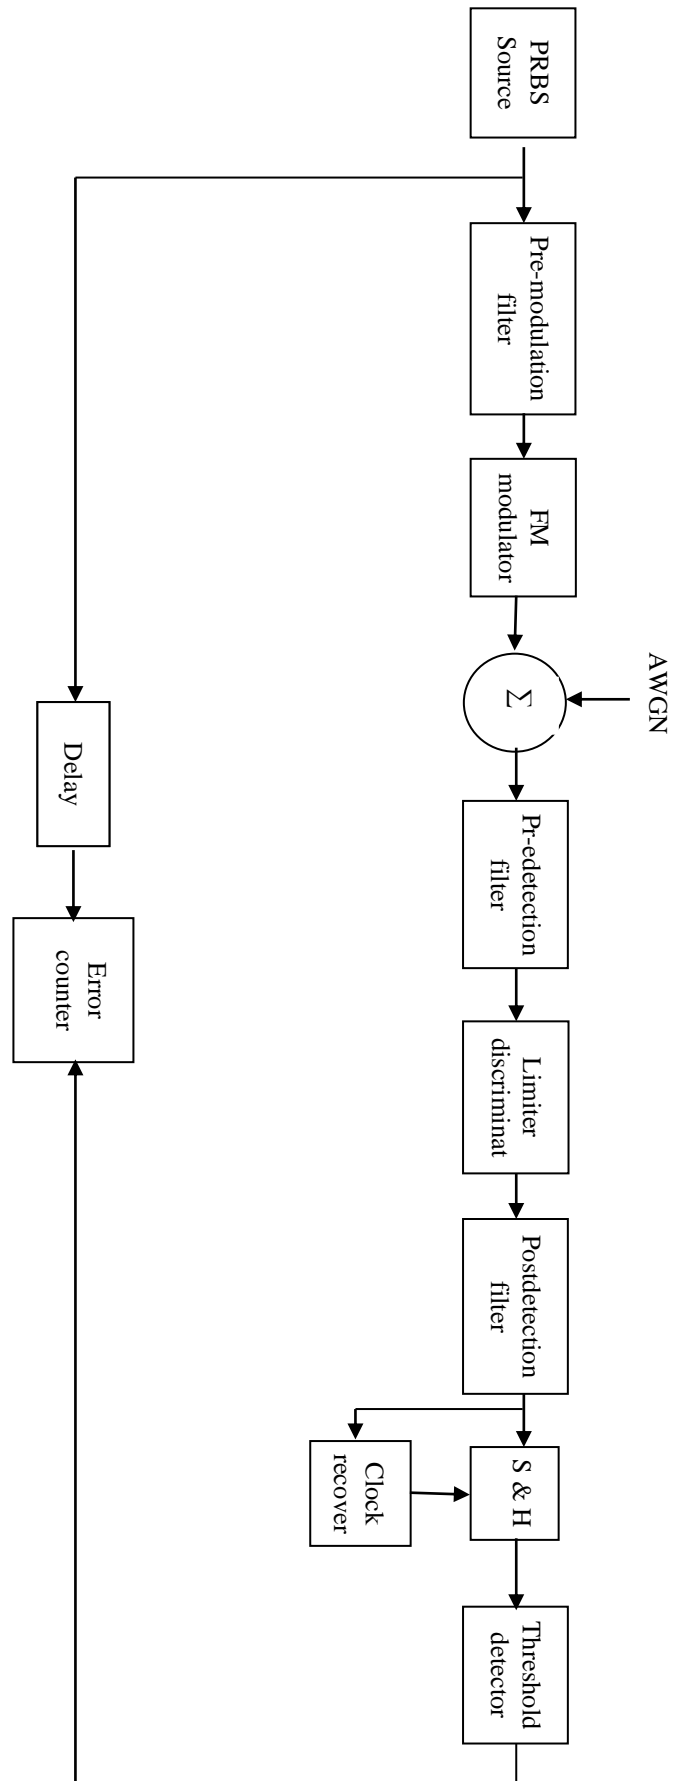 PRBS
Source
Pre-modulation
filter
FM
modulator
AWGN
Σ
Pr-edetection
filter
Limiter
discriminat
Postdetection
filter
S & H
Clock
recover
Threshold
detector
Delay
Error
counter